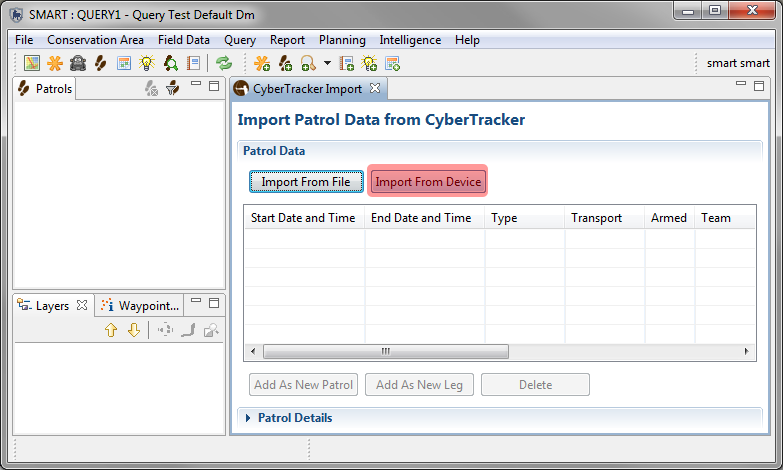 SMART : QUERY1 - Query Test Default Dm
File Conservation Area Field Data Query Report Planning Intelligence Help
smart smart
Patrols
CyberTracker Import
Import Patrol Data from CyberTracker
Patrol Data
Import From File Import From Device
Start Date and Time End Date and Time Type Transport Armed Team
Layers Waypoint...
Add As New Patrol Add As New Leg Delete
Patrol Details